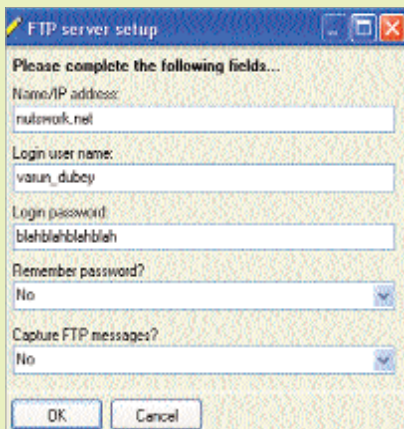 FTP server setup
Please complete the following fields...
Name/IP address:
nutswork.net
Login user name:
varun_dubey
Login password:
blahblahblahblah
Remember password?
No
Capture FTP messages?
No
OK
Cancel